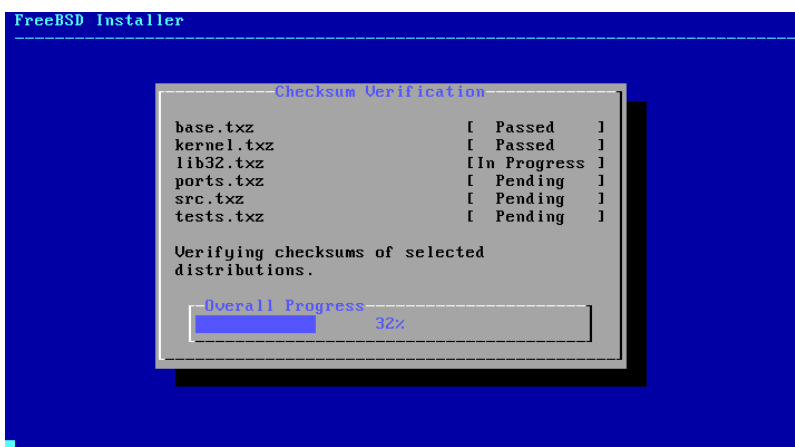 FreeBSD Installer
Checksum Verification
base.txz [ Passed ]
kernel.txz [ Passed ]
lib32.txz [In Progress ]
ports.txz [ Pending ]
src.txz [ Pending ]
tests.txz [ Pending ]
Verifying checksums of selected
distributions.
Overall Progress
32%